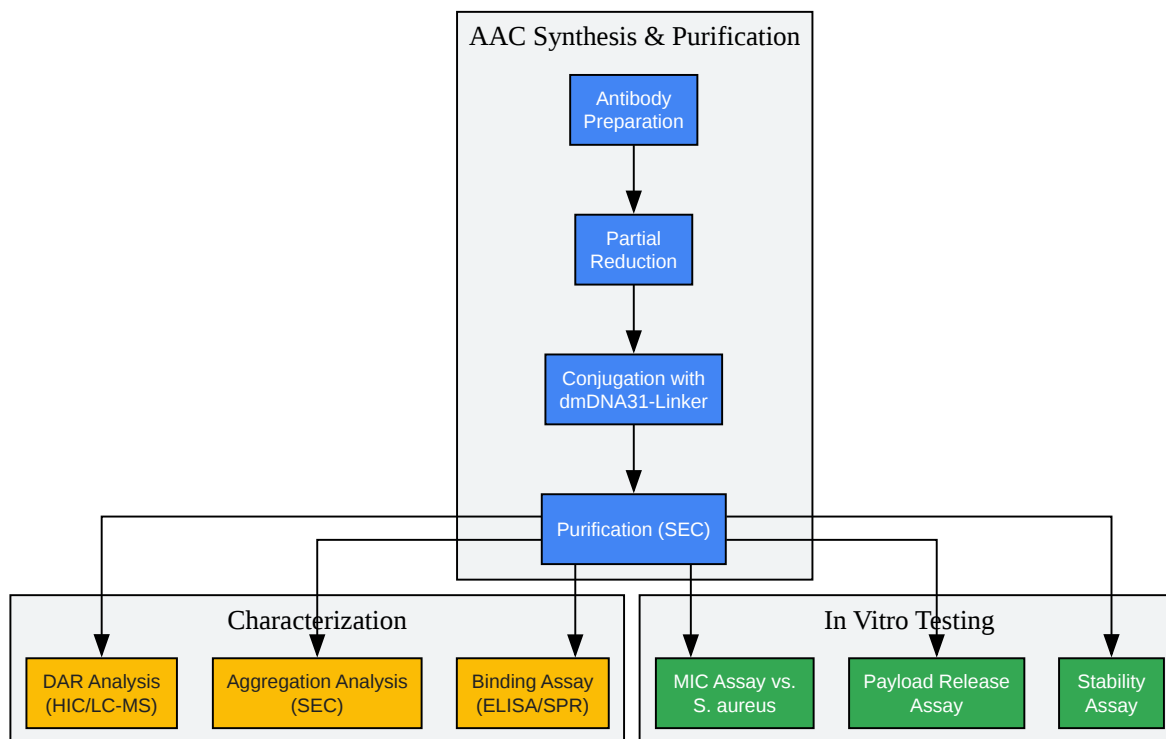 AAC Synthesis & Purification
Antibody
Preparation
Partial
Reduction
Conjugation with
dmDNA31-Linker
Purification (SEC)
Characterization
DAR Analysis
(HIC/LC-MS)
Aggregation Analysis
(SEC)
Binding Assay
(ELISA/SPR)
In Vitro Testing
MIC Assay vs.
S. aureus
Payload Release
Assay
Stability
Assay